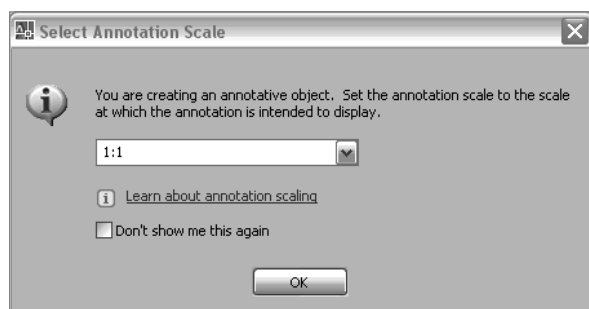 Select Annotation Scale
You are creating an annotative object. Set the annotation scale to the scale
at which the annotation is intended to display.
1:1
Learn about annotation scaling
Don't show me this again
OK